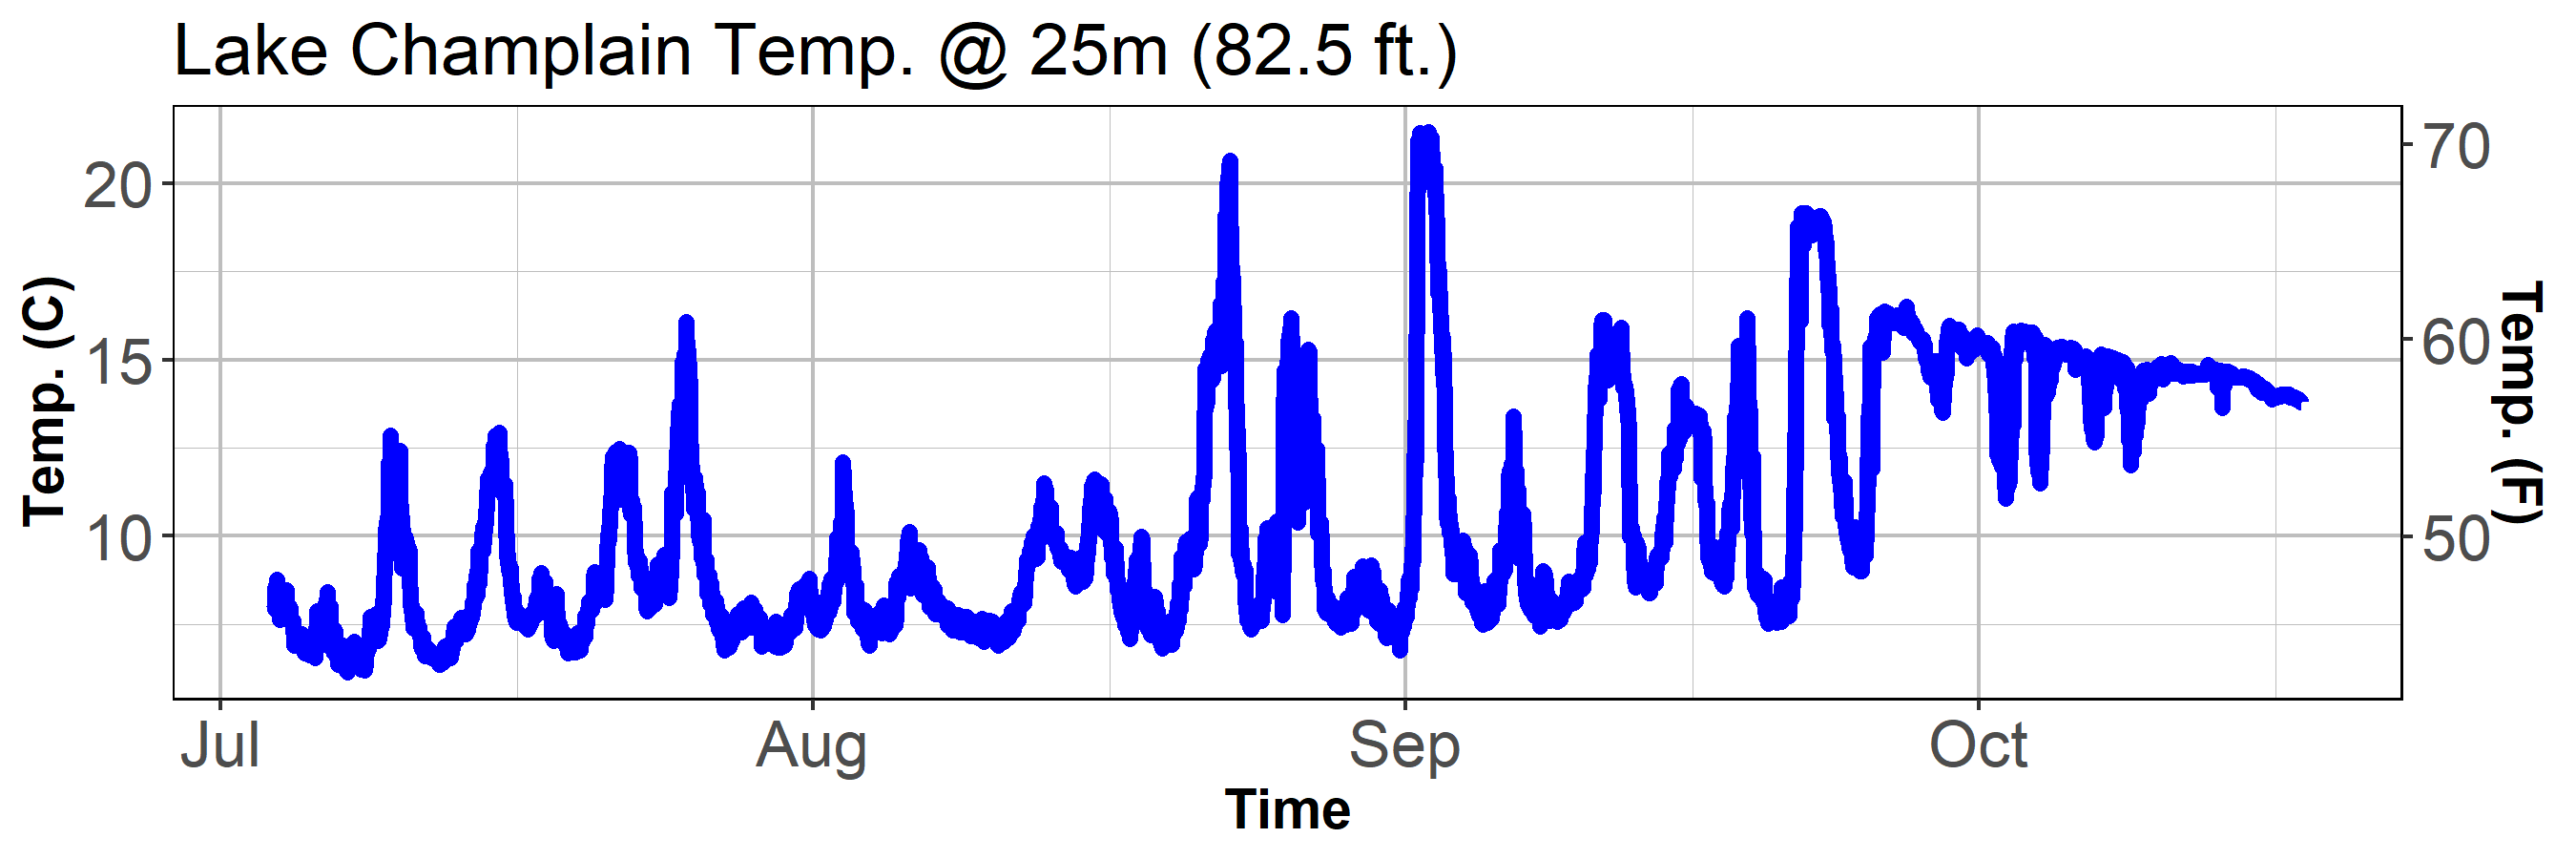 Lake Champlain Temp. @ 25m (82.5 ft.)
Temp. (C)
20
15
10
70
60
50
Temp. (F)
Jul Aug Sep Oct
Time